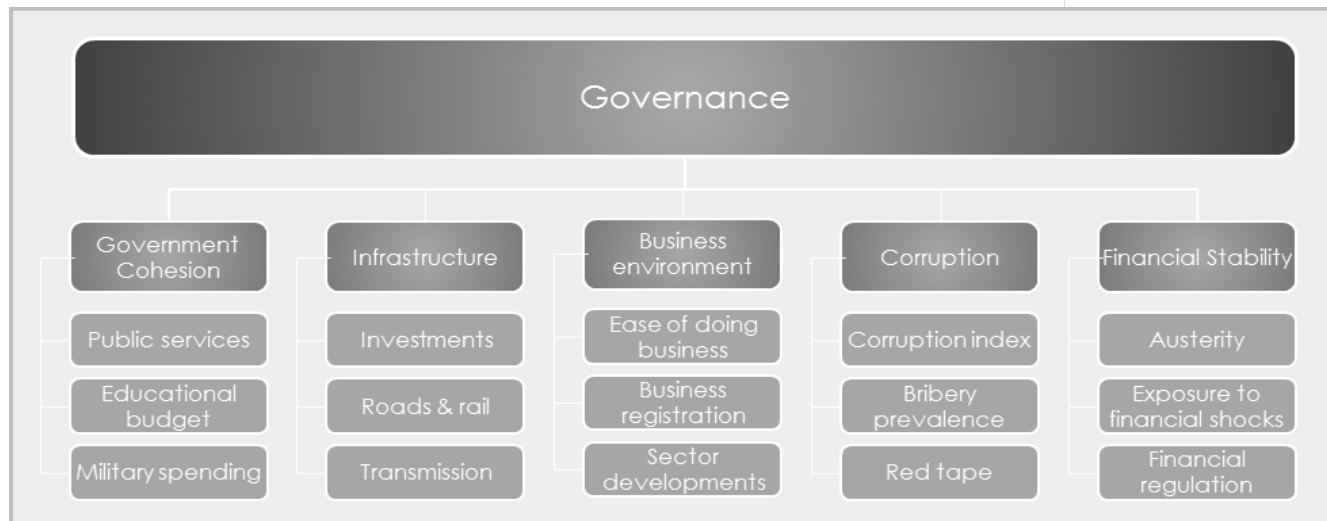 Governance
Government
Cohesion
Public services
Educational
budget
Military spending
Infrastructure
Investments
Roads & rail
Transmission
Business
environment
Ease of doing
business
Business
registration
Sector
developments
Corruption
Corruption index
Bribery
prevalence
Red tape
Financial Stability
Austerity
Exposure to
financial shocks
Financial
regulation